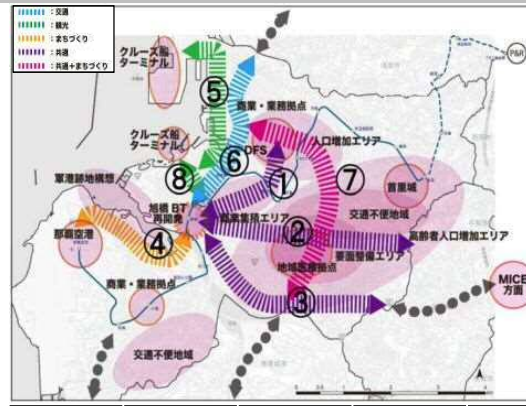 ：交通
：観光
：まちづくり
：共通
：共通＋まちづくり
クルーズ船
ターミナル
P&R
⑤
商業・業務拠点
クルーズ船
ターミナル
人口増加エリア
⑥
DFS
軍港跡地構想
⑧
①
⑦
首里城
旭橋 BT
再開発
商業集積エリア
交通不便地域
那覇空港
④
②
高齢者人口増加エリア
要面整備エリア
地域医療拠点
商業・業務拠点
③
MICE
方面
交通不便地域